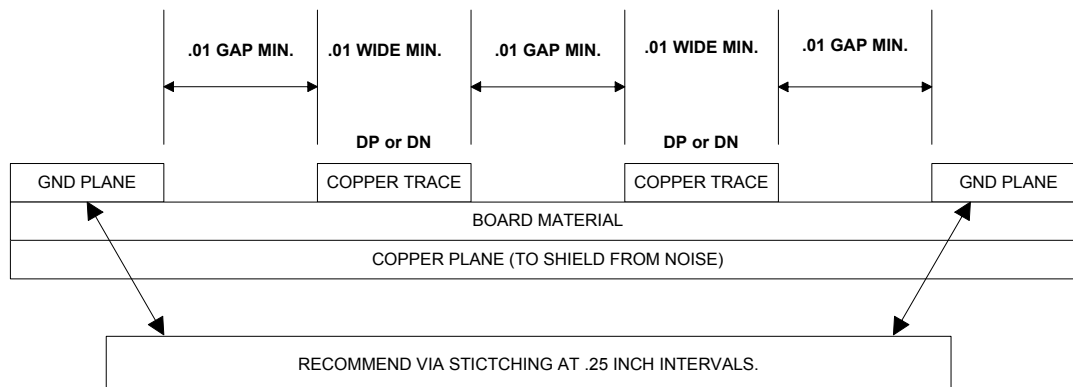 .01 GAP MIN. .01 WIDE MIN. .01 GAP MIN. .01 WIDE MIN. .01 GAP MIN.
DP or DN DP or DN
GND PLANE COPPER TRACE COPPER TRACE GND PLANE
BOARD MATERIAL
COPPER PLANE (TO SHIELD FROM NOISE)
RECOMMEND VIA STICTCHING AT .25 INCH INTERVALS.